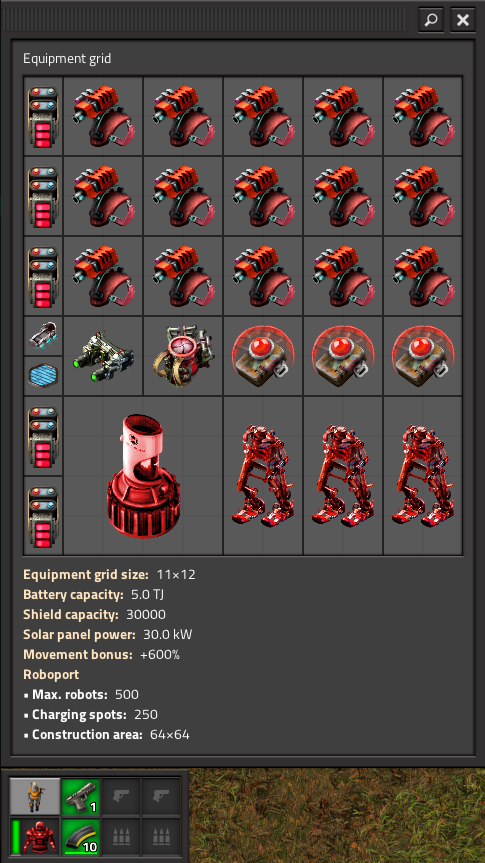 Equipment grid
Equipment grid size: 11×12
Battery capacity: 5.0 TJ
Shield capacity: 30000
Solar panel power: 30.0 kW
Movement bonus: +600%
Roboport
• Max. robots: 500
• Charging spots: 250
• Construction area: 64×64
1
10